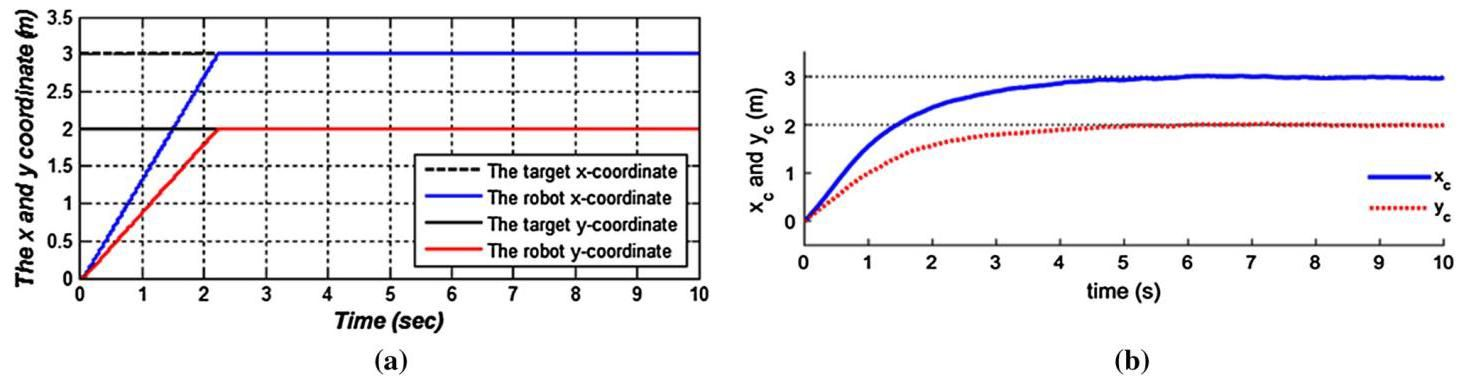 The x and y coordinate (m)
3.5
3
2.5
2
1.5
1
0.5
0
0 1 2 3 4 5 6 7 8 9 10
Time (sec)
The target x-coordinate
The robot x-coordinate
The target y-coordinate
The robot y-coordinate
(a)
x_c and y_c (m)
3
2
1
0
0 1 2 3 4 5 6 7 8 9 10
time (s)
x_c
y_c
(b)